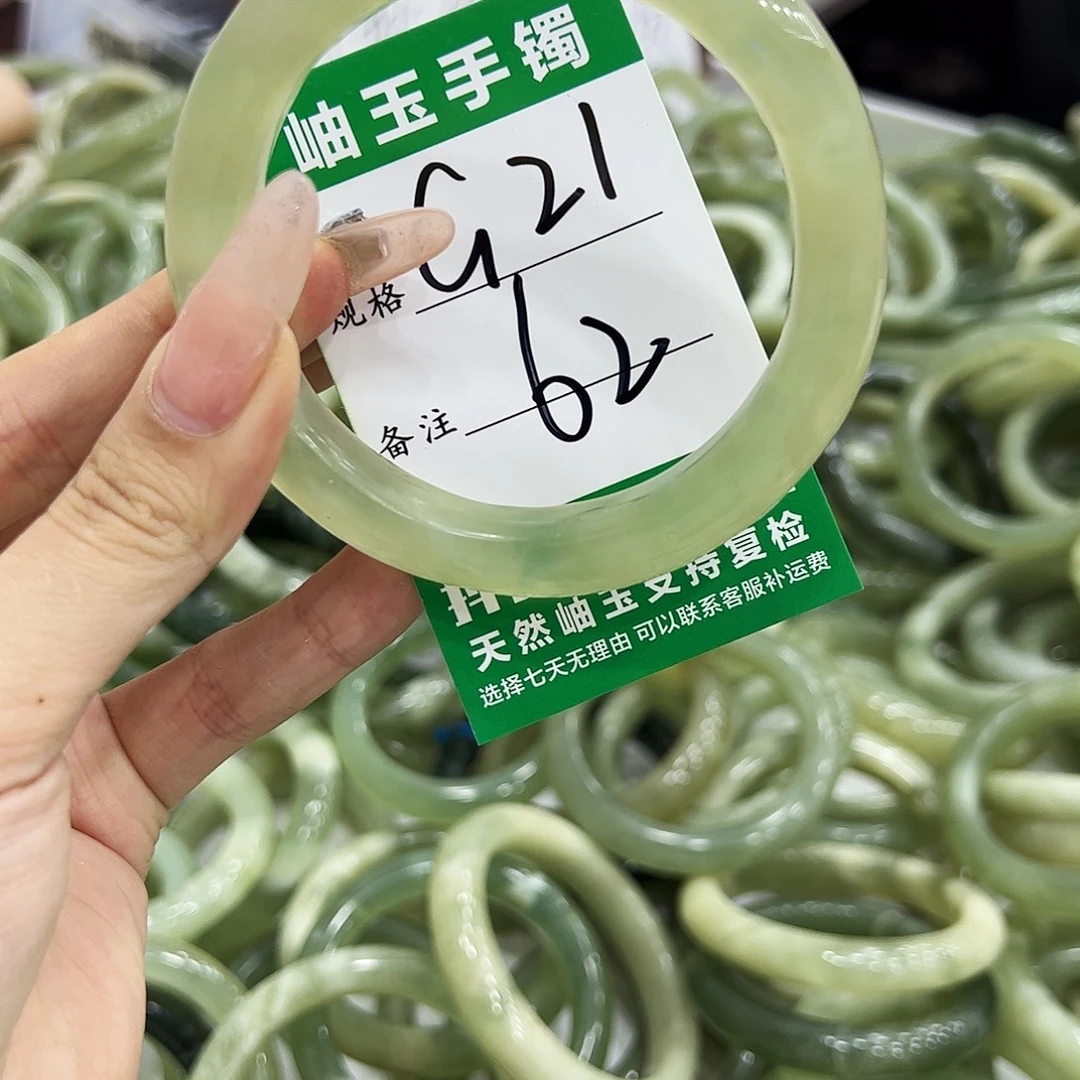 岫玉手镯
规格 G21
备注 62
天然岫玉支持复检
选择七天无理由 可以联系客服补运费